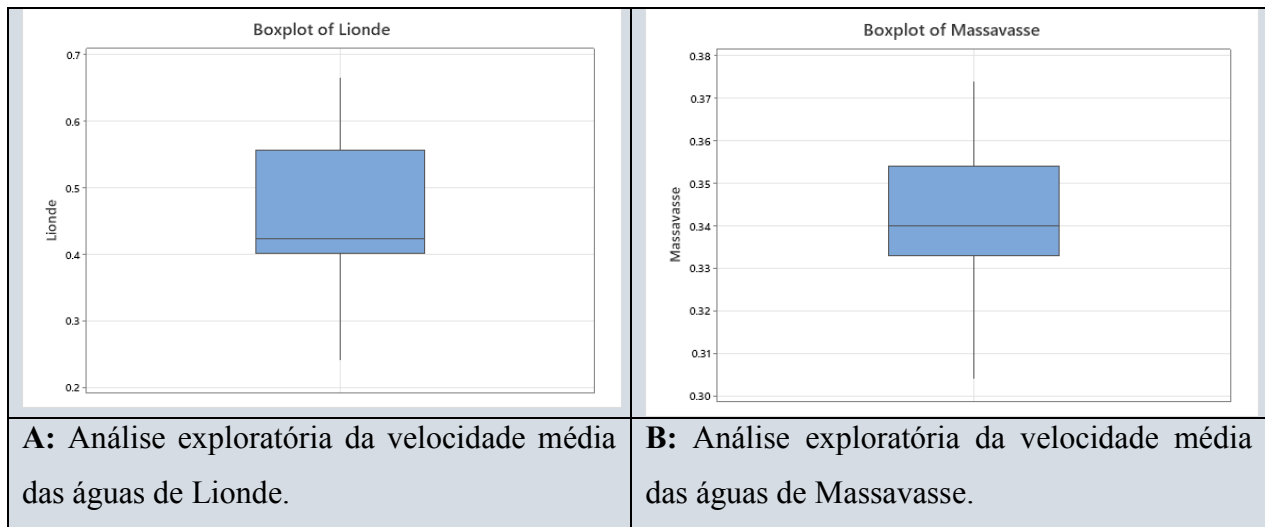 Boxplot of Lionde
0.7
0.6
0.5
0.4
0.3
0.2
Lionde
Boxplot of Massavasse
0.38
0.37
0.36
0.35
0.34
0.33
0.32
0.31
0.30
Massavasse
A: Análise exploratória da velocidade média
das águas de Lionde.
B: Análise exploratória da velocidade média
das águas de Massavasse.